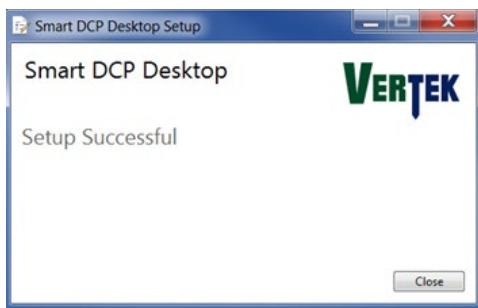 Smart DCP Desktop Setup
Smart DCP Desktop
VERTEK
Setup Successful
Close